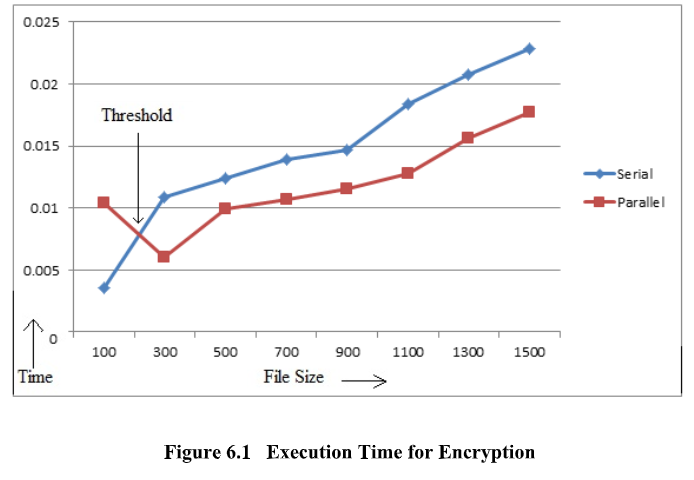 0.025
0.02
Threshold
0.015
Serial
Parallel
0.01
0.005
0
100 300 500 700 900 1100 1300 1500
Time
File Size
Figure 6.1 Execution Time for Encryption